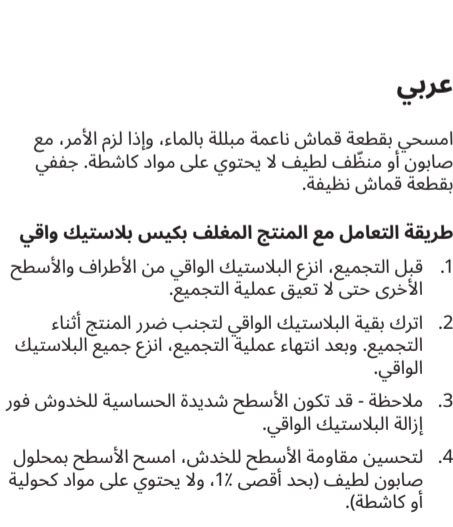 عربي
امسحي بقطعة قماش ناعمة مبللة بالماء، وإذا لزم الأمر، مع
صابون أو منظّف لطيف لا يحتوي على مواد كاشطة. جففي
بقطعة قماش نظيفة.
طريقة التعامل مع المنتج المغلف بكيس بلاستيك واقي
1. قبل التجميع، انزع البلاستيك الواقي من الأطراف والأسطح
الأخرى حتى لا تعيق عملية التجميع.
2. اترك بقية البلاستيك الواقي لتجنب ضرر المنتج أثناء
التجميع. وبعد انتهاء عملية التجميع، انزع جميع البلاستيك
الواقي.
3. ملاحظة - قد تكون الأسطح شديدة الحساسية للخدوش فور
إزالة البلاستيك الواقي.
4. لتحسين مقاومة الأسطح للخدش، امسح الأسطح بمحلول
صابون لطيف (بحد أقصى 1٪، ولا يحتوي على مواد كحولية
أو كاشطة).